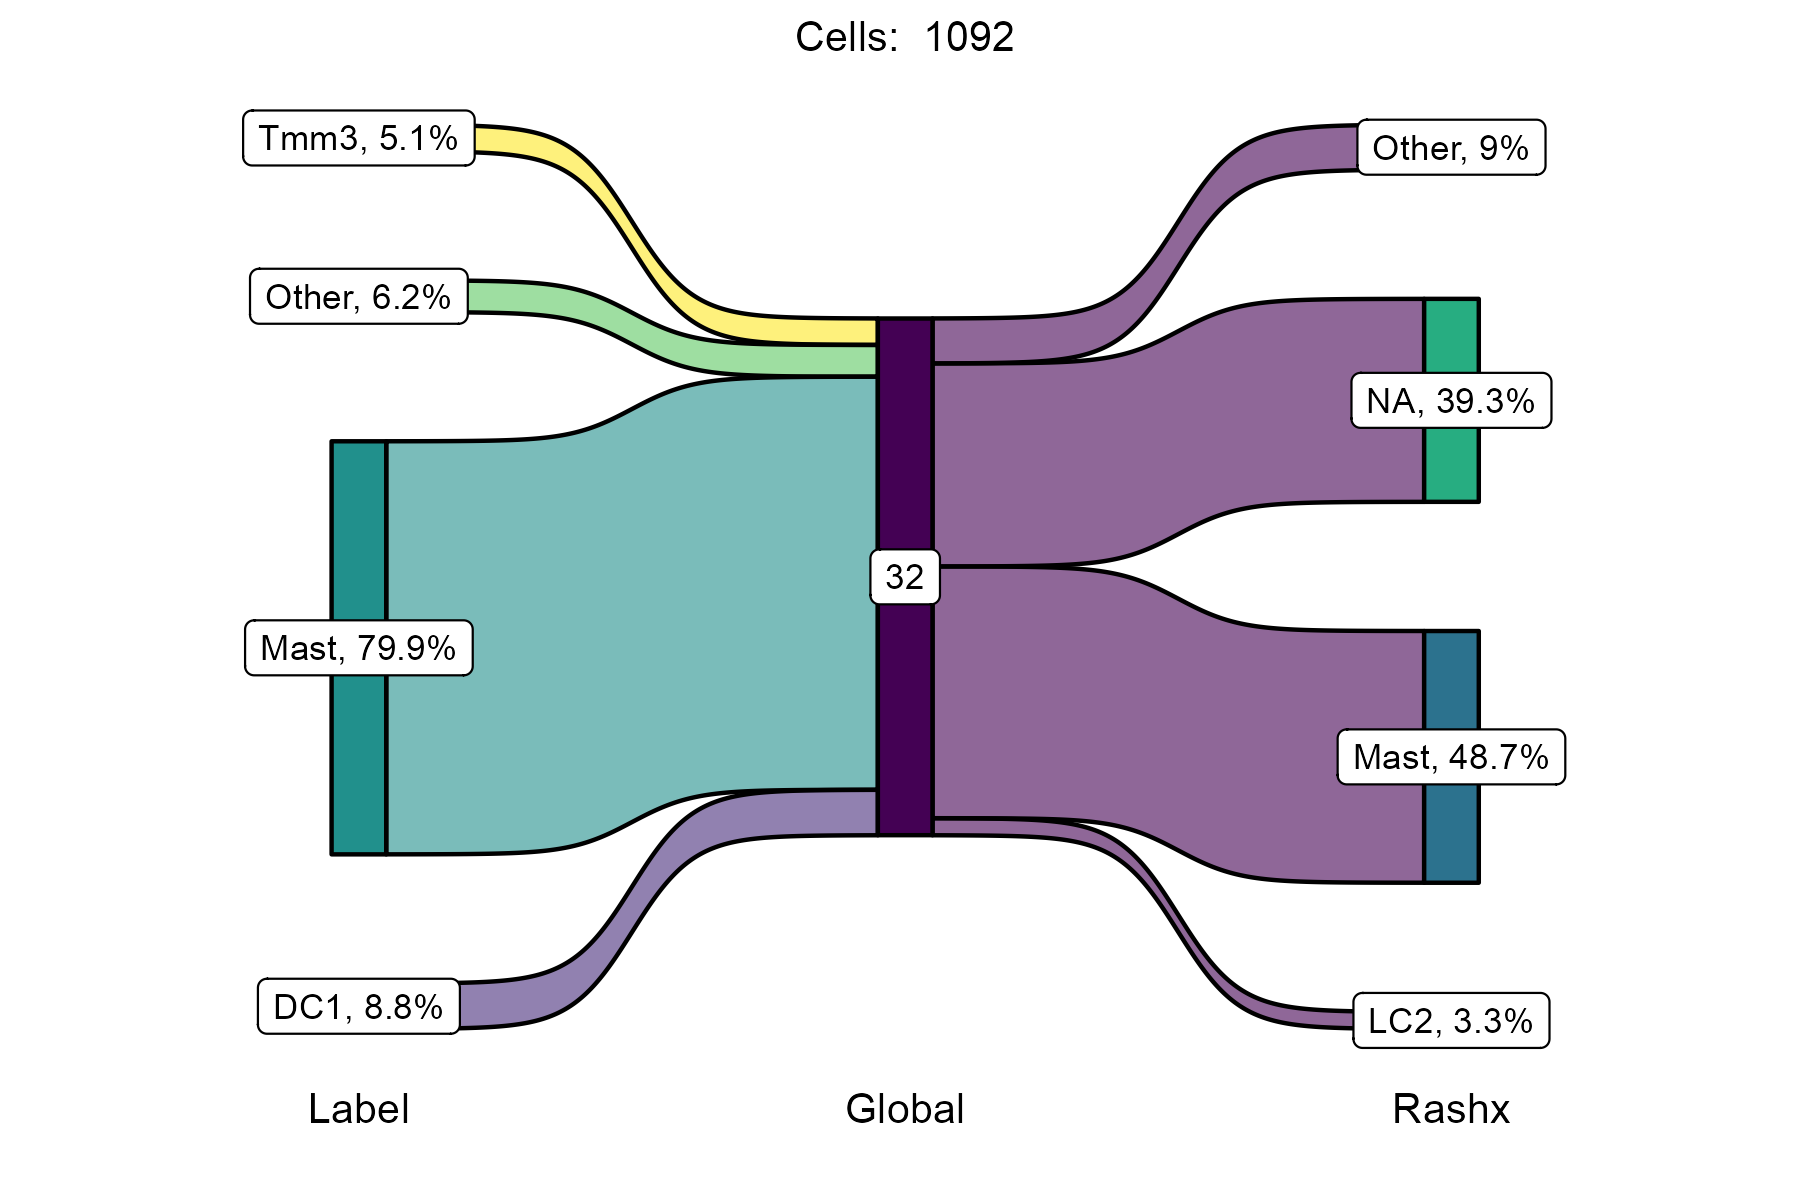 Cells: 1092
Tmm3, 5.1%
Other, 9%
Other, 6.2%
NA, 39.3%
32
Mast, 79.9%
Mast, 48.7%
DC1, 8.8%
LC2, 3.3%
Label
Global
Rashx